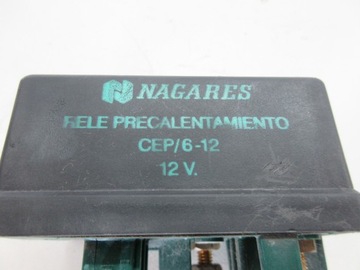 NAGARES
RELE PRECALENTAMIENTO
CEP/6-12
12 V.